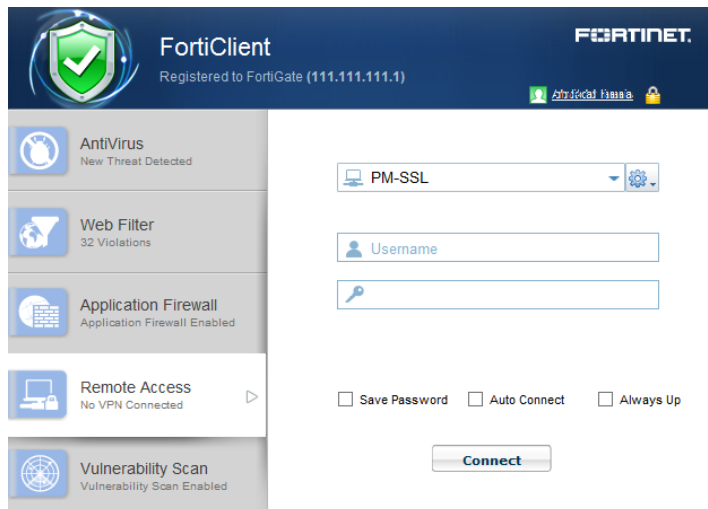 FortiClient
FORTINET.
Registered to FortiGate (111.111.111.1)
AntiVirus
New Threat Detected
PM-SSL
Web Filter
32 Violations
Username
Application Firewall
Application Firewall Enabled
Remote Access
No VPN Connected
Save Password
Auto Connect
Always Up
Connect
Vulnerability Scan
Vulnerability Scan Enabled